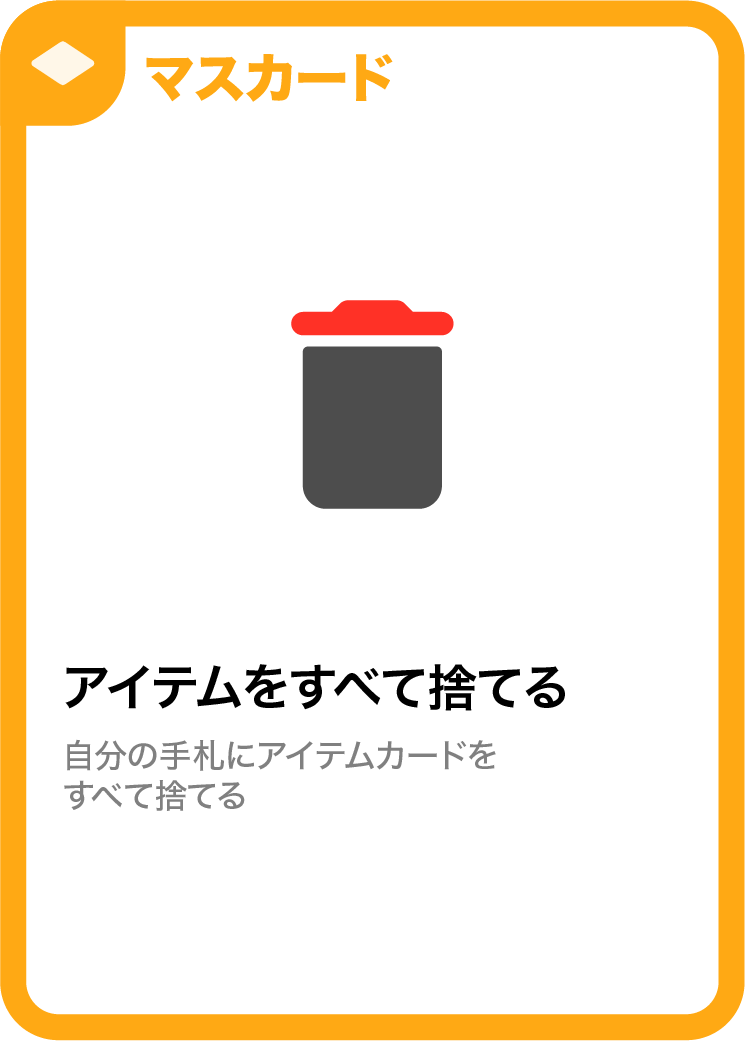 マスカード
アイテムをすべて捨てる
自分の手札にアイテムカードを
すべて捨てる